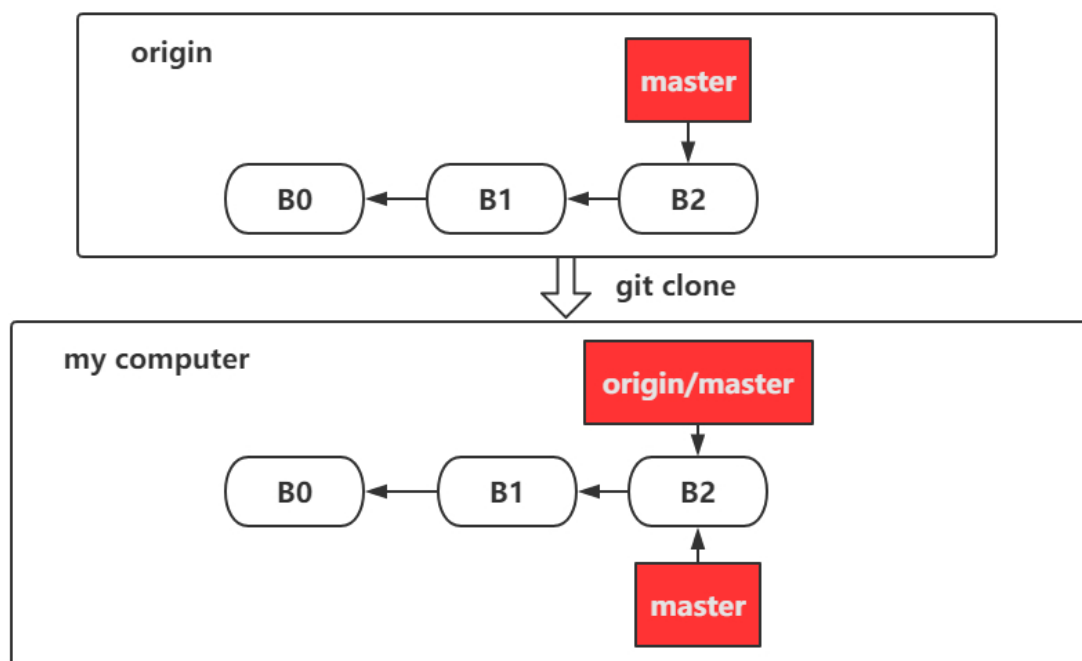 origin
master
B0
B1
B2
git clone
my computer
origin/master
B0
B1
B2
master